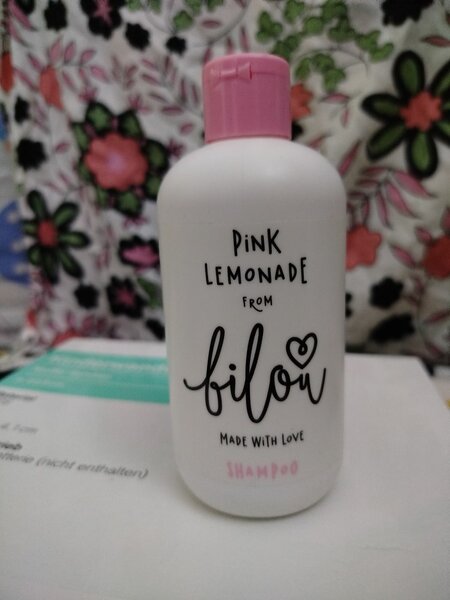 PINK
LEMONADE
FROM
bilou
MADE WITH LOVE
SHAMPOO
(nicht enthalten)